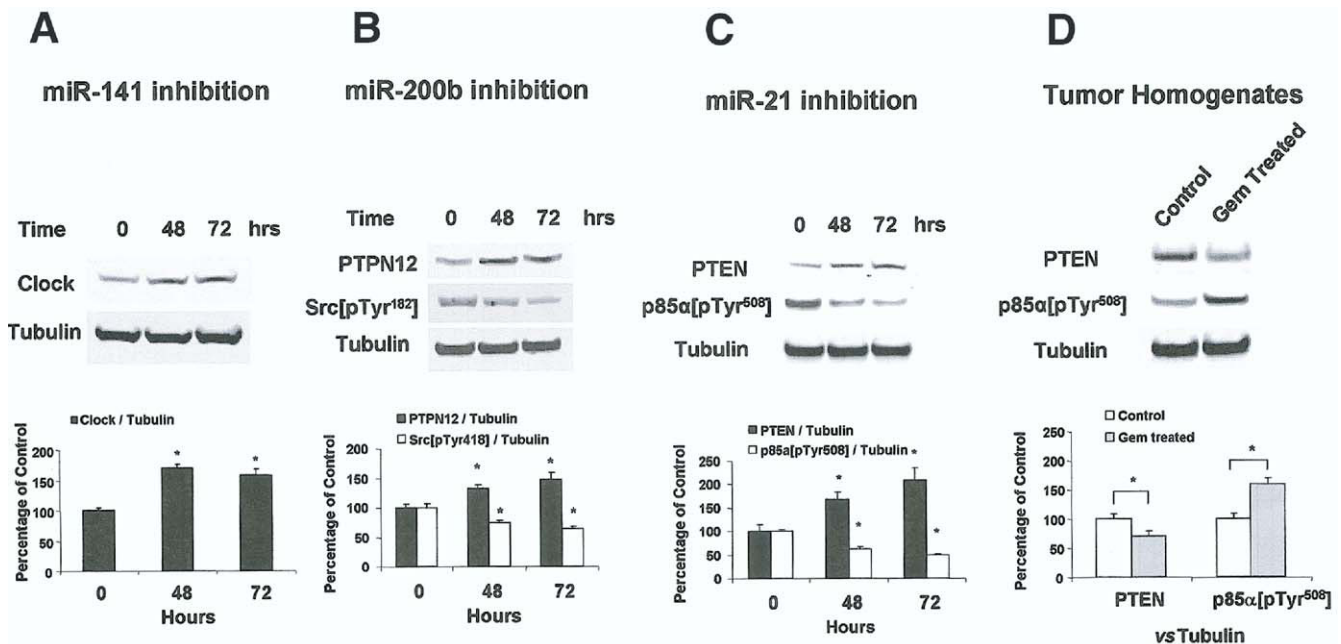 A
miR-141 inhibition
Time 0 48 72 hrs
Clock
Tubulin
Clock / Tubulin
Percentage of Control
200
150
100
50
0
0 48 72
Hours
B
miR-200b inhibition
Time 0 48 72 hrs
PTPN12
Src[pTyr182]
Tubulin
PTPN12 / Tubulin
Src[pTyr418] / Tubulin
Percentage of Control
200
150
100
50
0
0 48 72
Hours
* * * * * *
C
miR-21 inhibition
0 48 72 hrs
PTEN
p85α[pTyr508]
Tubulin
PTEN / Tubulin
p85a[pTyr508] / Tubulin
Percentage of Control
250
200
150
100
50
0
0 48 72
Hours
* * * *
D
Tumor Homogenates
Control Gem Treated
PTEN
p85α[pTyr508]
Tubulin
Control
Gem treated
Percentage of Control
250
200
150
100
50
0
* *
PTEN p85α[pTyr508]
vsTubulin